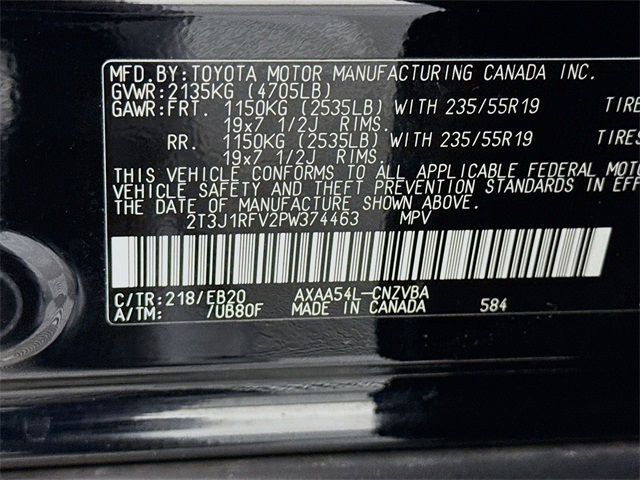 MFD.BY:TOYOTA MOTOR MANUFACTURING CANADA INC.
GVWR:2135KG (4705LB)
GAWR:FRT. 1150KG (2535LB) WITH 235/55R19 TIRE
19x7 1/2J RIMS.
RR. 1150KG (2535LB) WITH 235/55R19 TIRES
19x7 1/2J RIMS.
THIS VEHICLE CONFORMS TO ALL APPLICABLE FEDERAL MOTO
VEHICLE SAFETY AND THEFT PREVENTION STANDARDS IN EFF
THE DATE OF MANUFACTURE SHOWN ABOVE.
2T3J1RFV2PW374463 MPV
C/TR:218/EB20 AXAA54L-CNZVBA
A/TM: /UB80F MADE IN CANADA 584